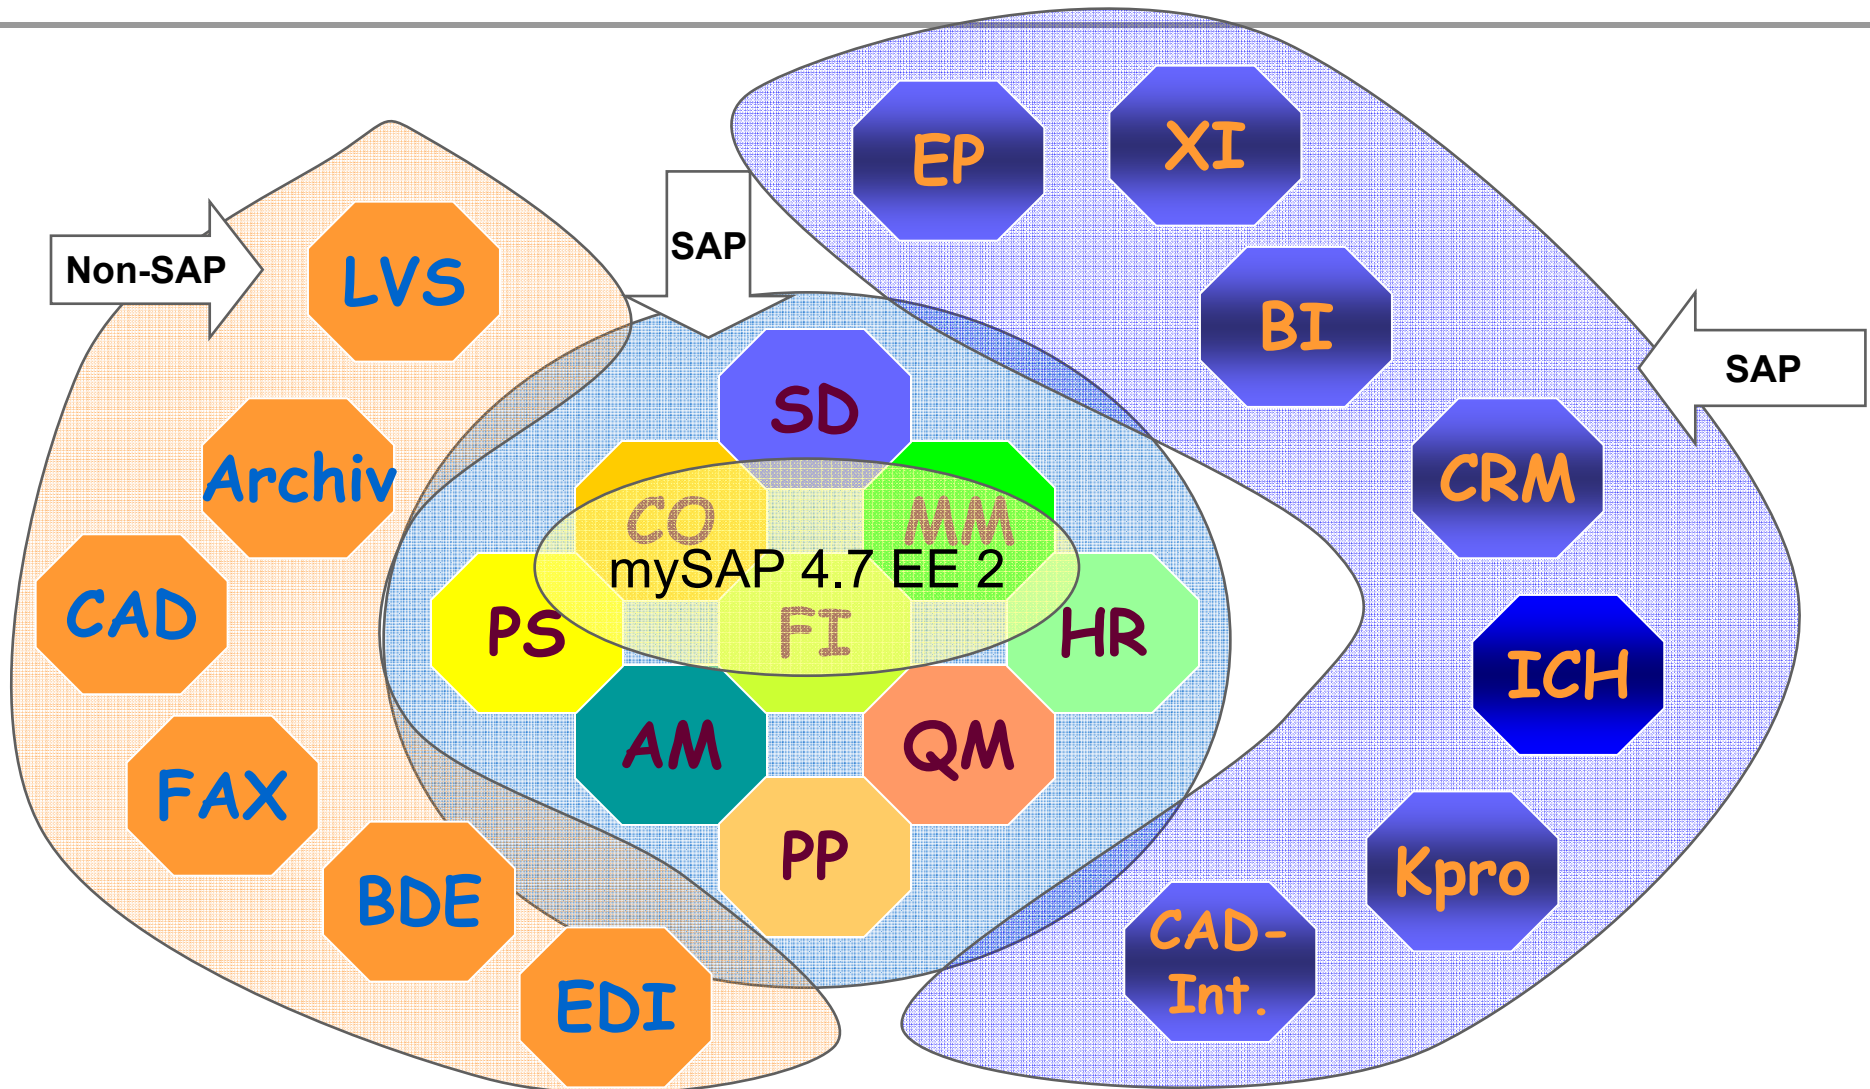 EP
XI
Non-SAP
LVS
SAP
BI
SAP
SD
CRM
Archiv
CO
MM
mySAP 4.7 EE 2
CAD
PS
FI
HR
ICH
AM
QM
FAX
PP
Kpro
BDE
CAD-
Int.
EDI